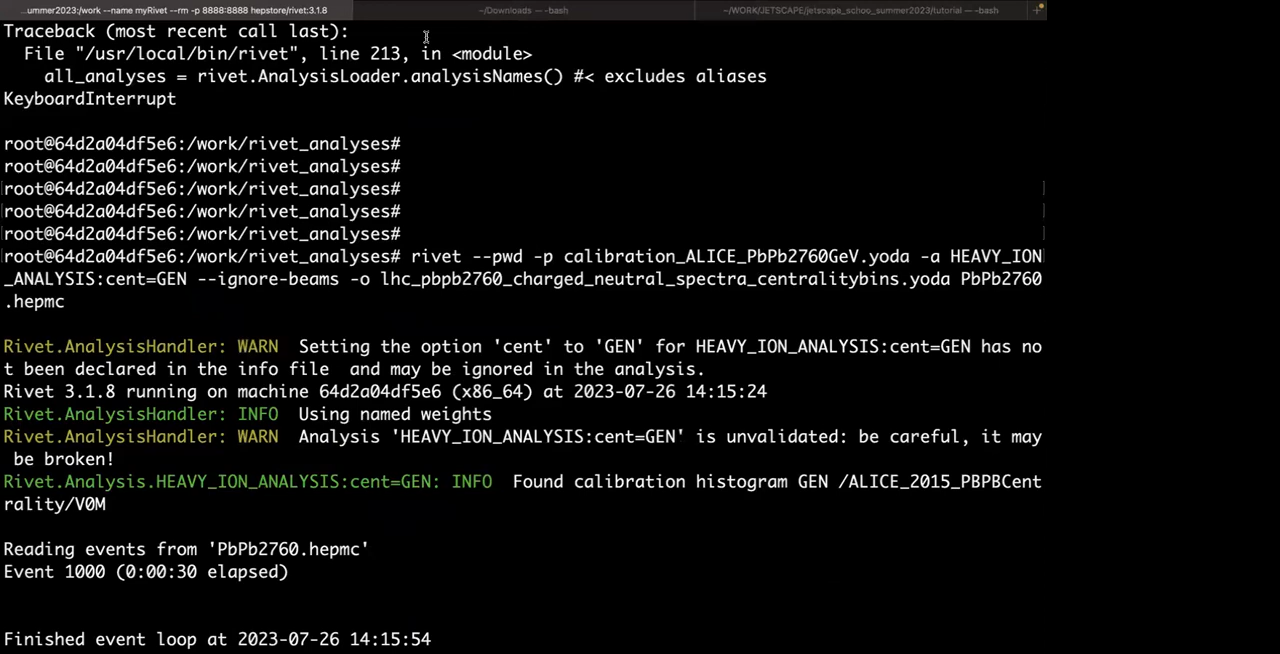 ...ummer2023:/work --name myRivet --rm -p 8888:8888 hepstore/rivet:3.1.8
~/Downloads — -bash
~/WORK/JETSCAPE/jetscape_schoo_summer2023/tutorial — -bash
+
Traceback (most recent call last):
  File "/usr/local/bin/rivet", line 213, in <module>
    all_analyses = rivet.AnalysisLoader.analysisNames() #< excludes aliases
KeyboardInterrupt
root@64d2a04df5e6:/work/rivet_analyses#
root@64d2a04df5e6:/work/rivet_analyses#
root@64d2a04df5e6:/work/rivet_analyses#
root@64d2a04df5e6:/work/rivet_analyses#
root@64d2a04df5e6:/work/rivet_analyses#
root@64d2a04df5e6:/work/rivet_analyses# rivet --pwd -p calibration_ALICE_PbPb2760GeV.yoda -a HEAVY_ION
_ANALYSIS:cent=GEN --ignore-beams -o lhc_pbpb2760_charged_neutral_spectra_centralitybins.yoda PbPb2760
.hepmc
Rivet.AnalysisHandler: WARN  Setting the option 'cent' to 'GEN' for HEAVY_ION_ANALYSIS:cent=GEN has no
t been declared in the info file  and may be ignored in the analysis.
Rivet 3.1.8 running on machine 64d2a04df5e6 (x86_64) at 2023-07-26 14:15:24
Rivet.AnalysisHandler: INFO  Using named weights
Rivet.AnalysisHandler: WARN  Analysis 'HEAVY_ION_ANALYSIS:cent=GEN' is unvalidated: be careful, it may
 be broken!
Rivet.Analysis.HEAVY_ION_ANALYSIS:cent=GEN: INFO  Found calibration histogram GEN /ALICE_2015_PBPBCent
rality/V0M
Reading events from 'PbPb2760.hepmc'
Event 1000 (0:00:30 elapsed)
Finished event loop at 2023-07-26 14:15:54